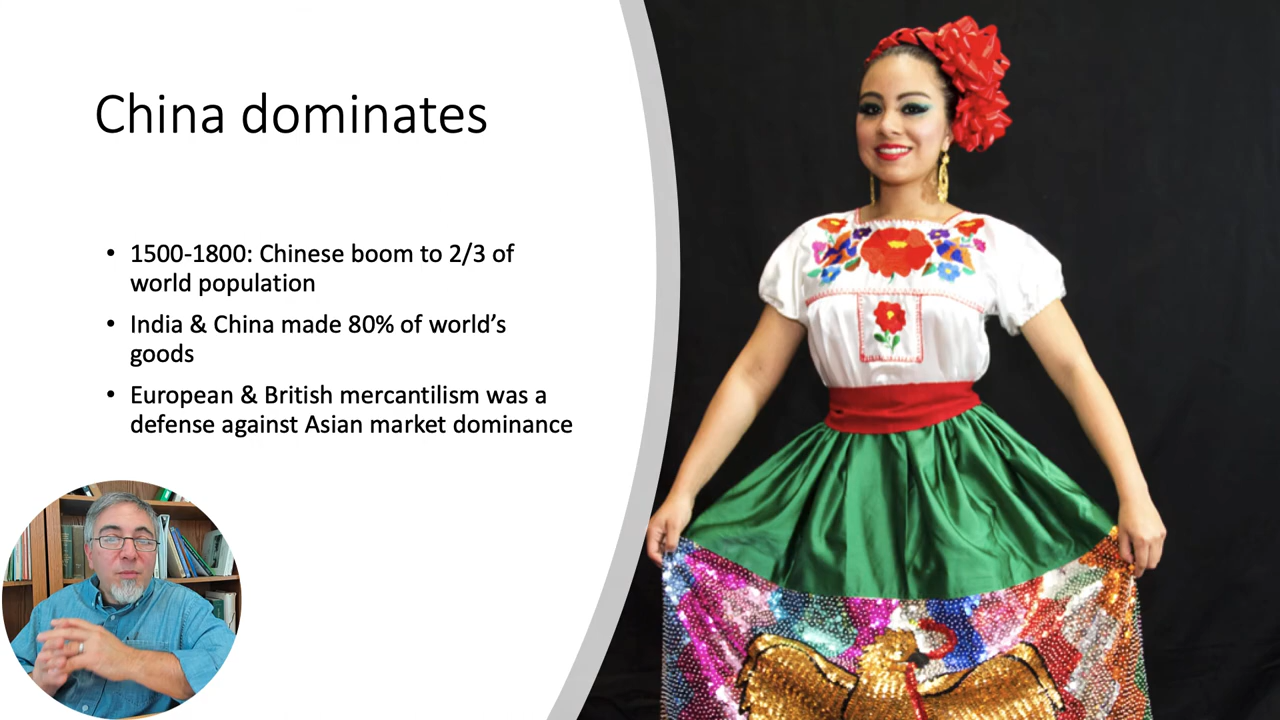 China dominates
• 1500-1800: Chinese boom to 2/3 of
world population
• India & China made 80% of world’s
goods
• European & British mercantilism was a
defense against Asian market dominance